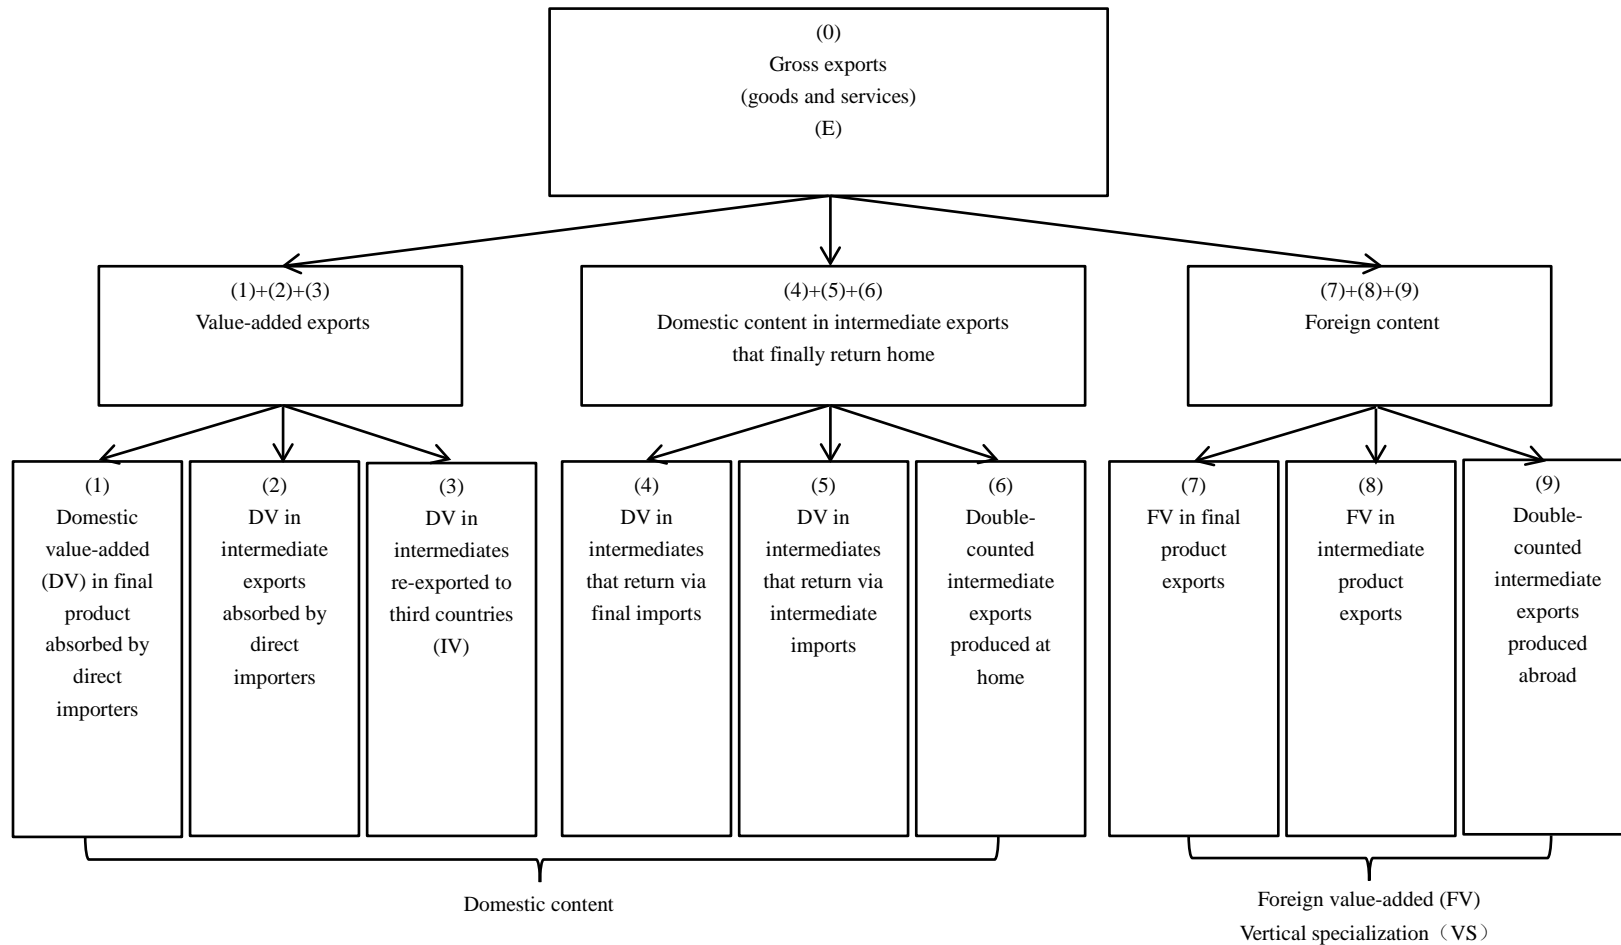 (0)
Gross exports
(goods and services)
(E)
(1)+(2)+(3)
Value-added exports
(4)+(5)+(6)
Domestic content in intermediate exports
that finally return home
(7)+(8)+(9)
Foreign content
(1)
Domestic
value-added
(DV) in final
product
absorbed by
direct
importers
(2)
DV in
intermediate
exports
absorbed by
direct
importers
(3)
DV in
intermediates
re-exported to
third countries
(IV)
(4)
DV in
intermediates
that return via
final imports
(5)
DV in
intermediates
that return via
intermediate
imports
(6)
Double-
counted
intermediate
exports
produced at
home
(7)
FV in final
product
exports
(8)
FV in
intermediate
product
exports
(9)
Double-
counted
intermediate
exports
produced
abroad
Domestic content
Foreign value-added (FV)
Vertical specialization（VS）